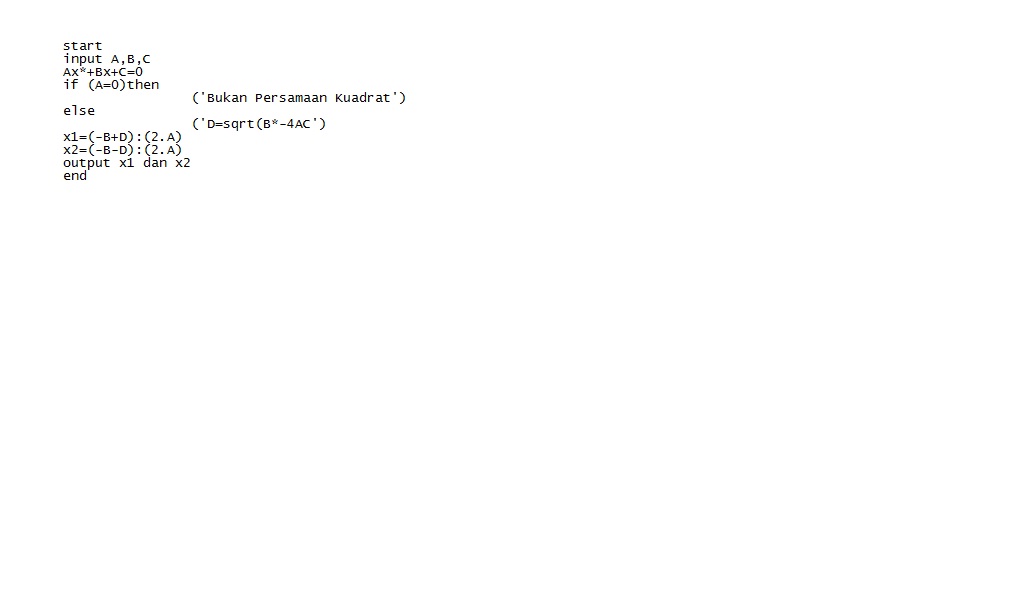 start
input A,B,C
Ax*+Bx+C=0
if (A=0)then
('Bukan Persamaan Kuadrat')
else
('D=sqrt(B*-4AC')
x1=(-B+D):(2.A)
x2=(-B-D):(2.A)
output x1 dan x2
end